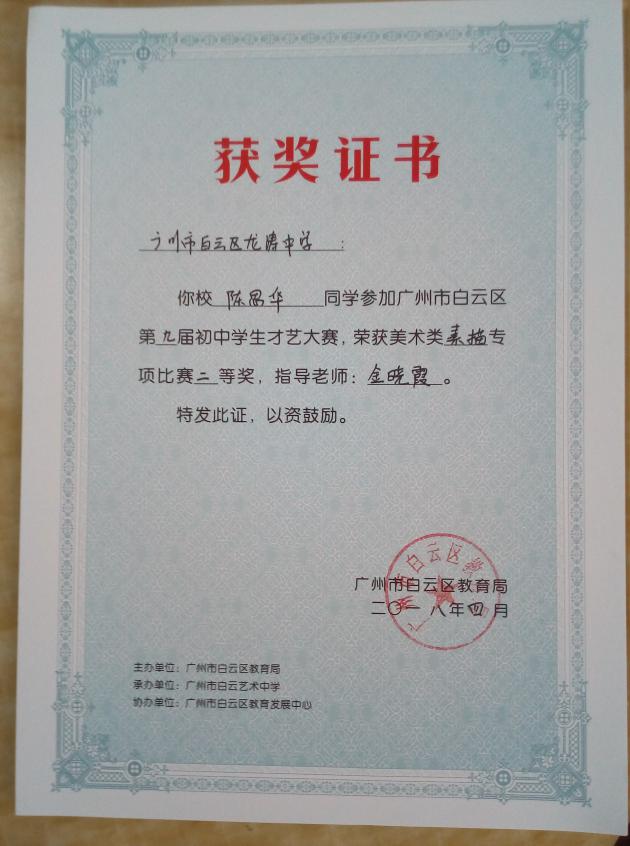 获奖证书
广州市白云区龙涛中学：
你校 陈思华 同学参加广州市白云区
第九届初中学生才艺大赛，荣获美术类素描专
项比赛二等奖，指导老师：金晓霞。
特发此证，以资鼓励。
广州市白云区教育局
二〇一八年四月
主办单位：广州市白云区教育局
承办单位：广州市白云艺术中学
协办单位：广州市白云区教育发展中心